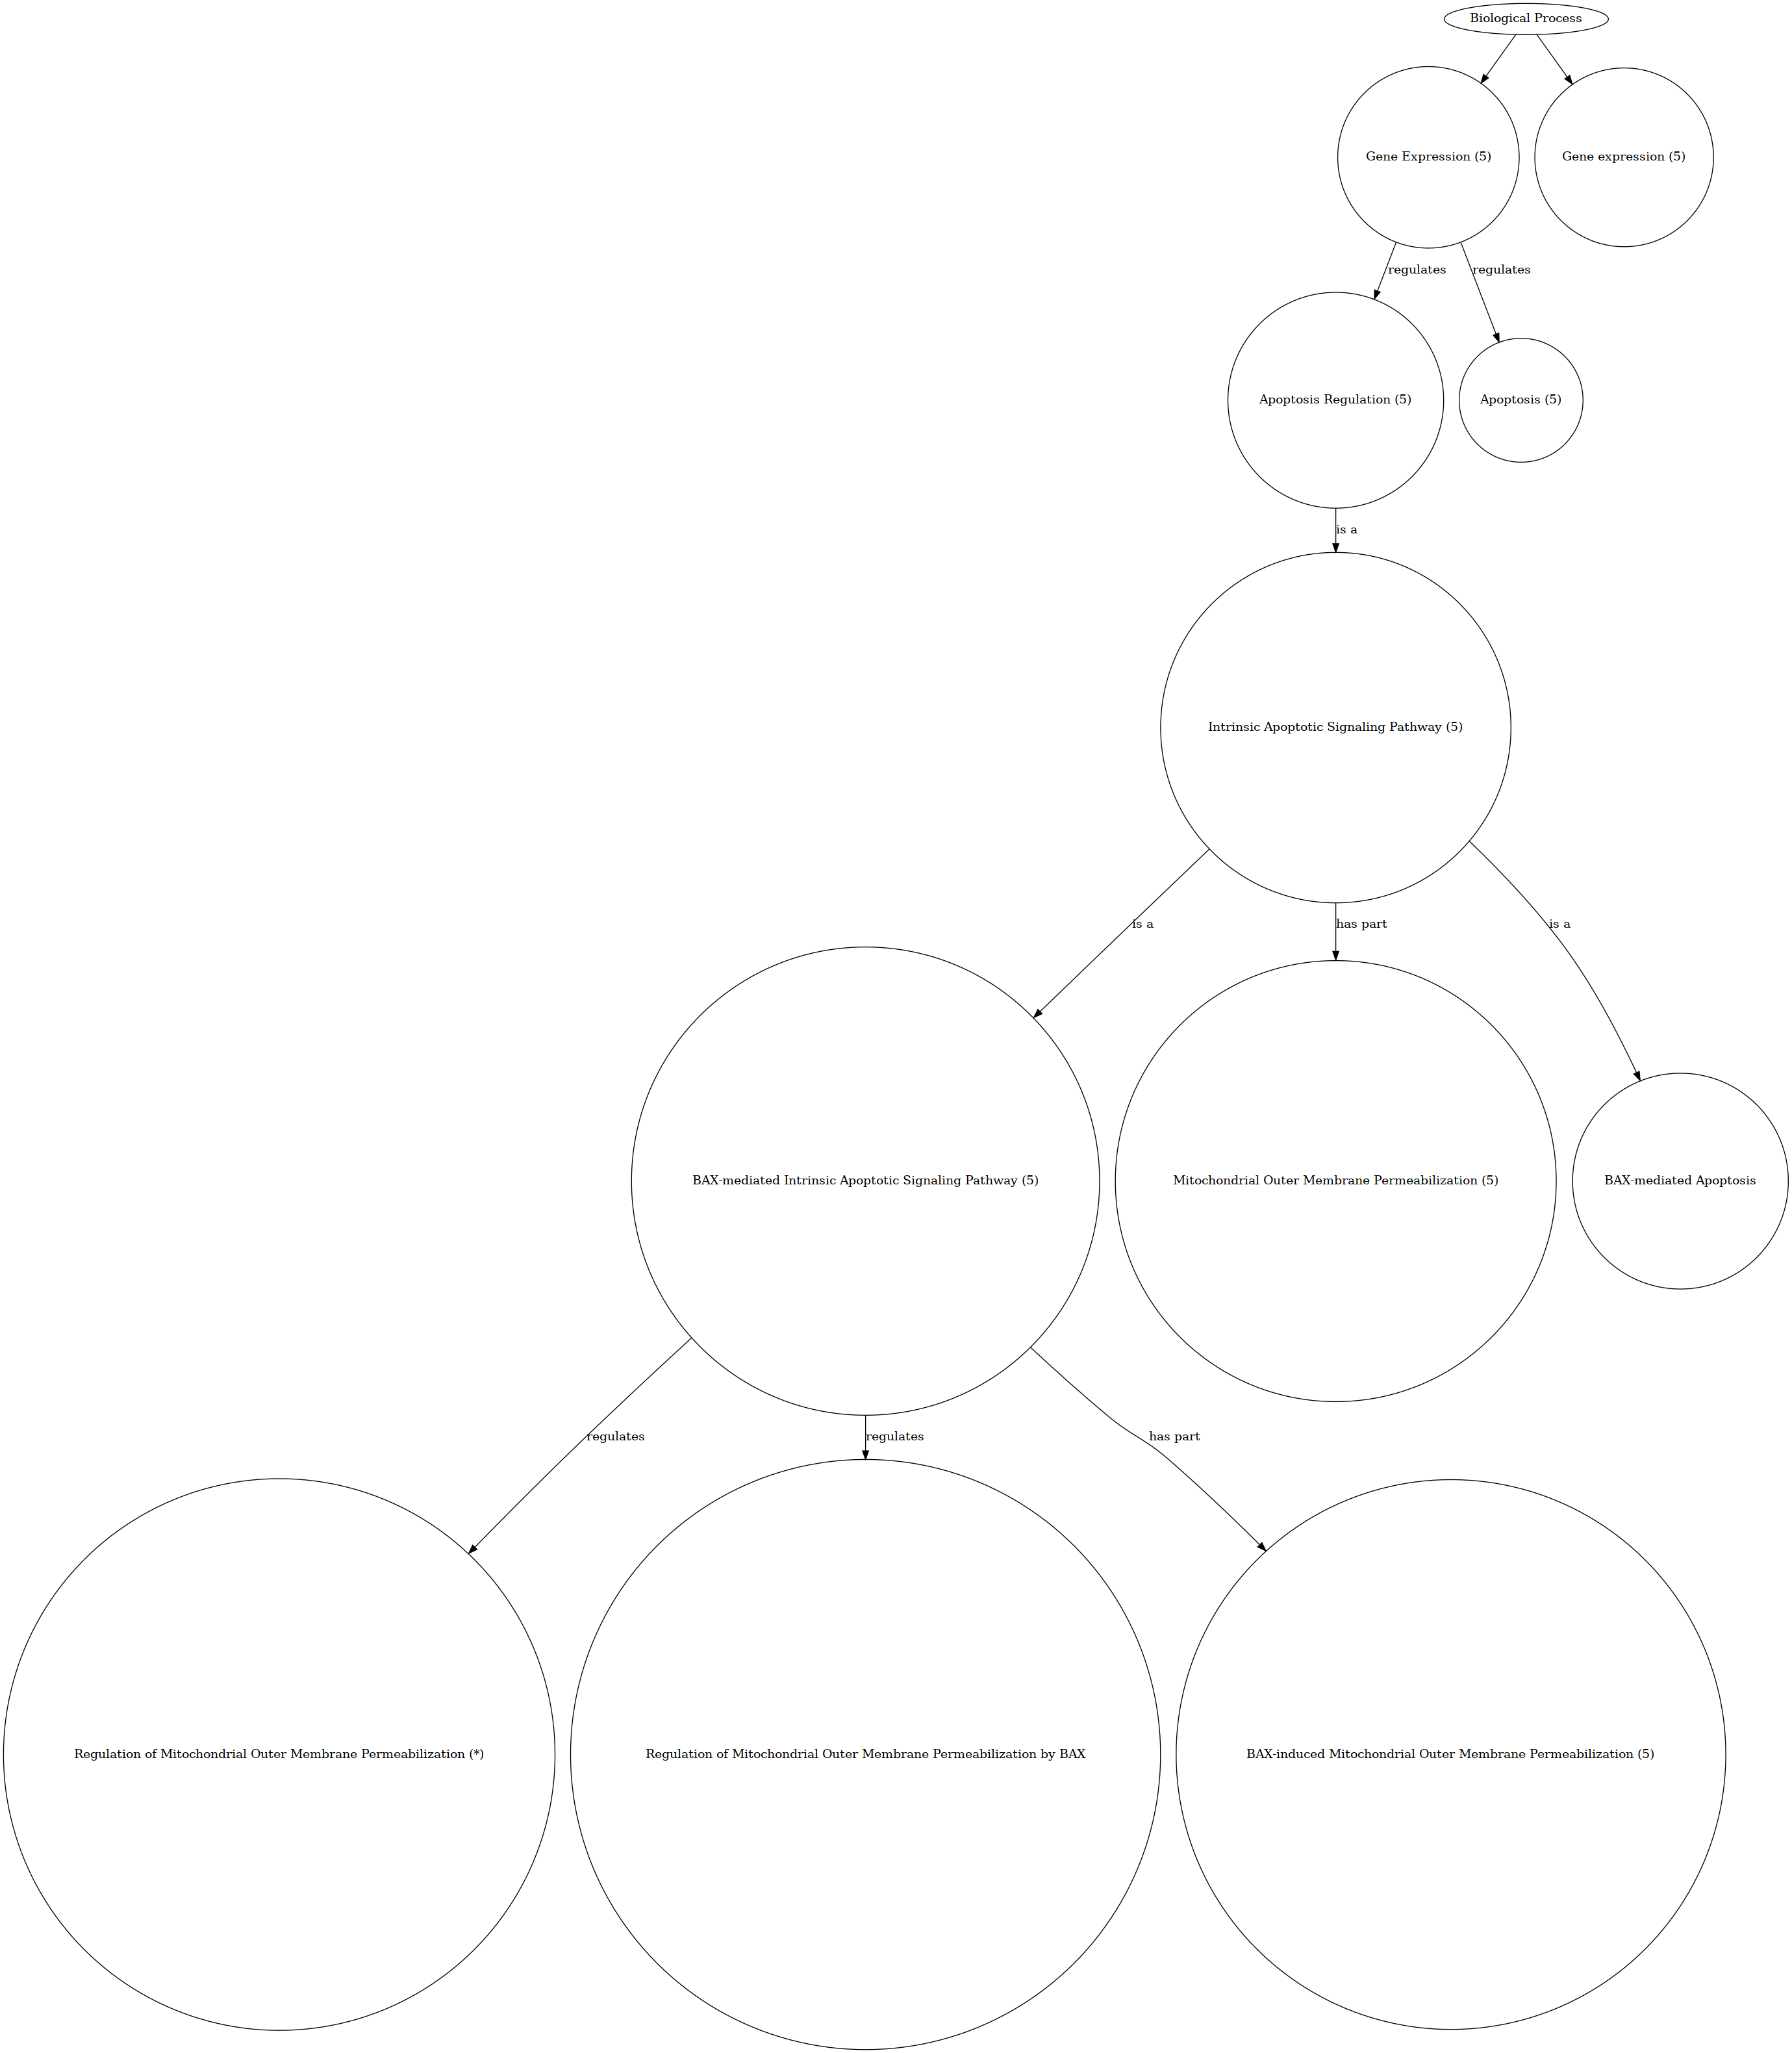 Biological Process
Gene Expression (5)
Gene expression (5)
regulates
regulates
Apoptosis Regulation (5)
Apoptosis (5)
is a
Intrinsic Apoptotic Signaling Pathway (5)
is a
has part
is a
BAX-mediated Intrinsic Apoptotic Signaling Pathway (5)
Mitochondrial Outer Membrane Permeabilization (5)
BAX-mediated Apoptosis
regulates
regulates
has part
Regulation of Mitochondrial Outer Membrane Permeabilization (*)
Regulation of Mitochondrial Outer Membrane Permeabilization by BAX
BAX-induced Mitochondrial Outer Membrane Permeabilization (5)